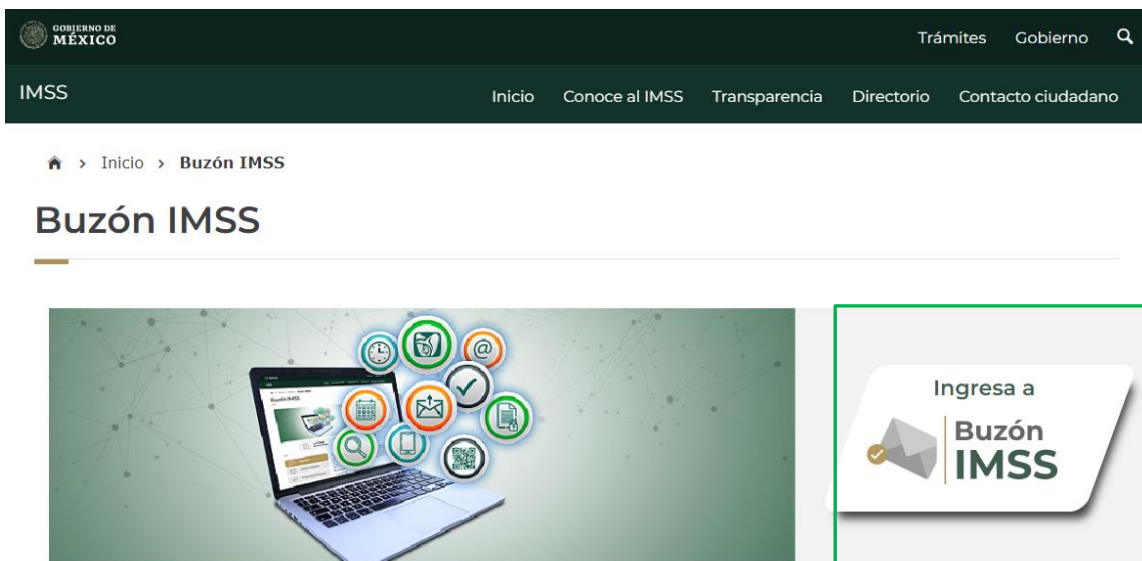 GOBIERNO DE
MÉXICO
Trámites Gobierno
IMSS
Inicio Conoce al IMSS Transparencia Directorio Contacto ciudadano
> Inicio > Buzón IMSS
Buzón IMSS
@
Ingresa a
Buzón
IMSS